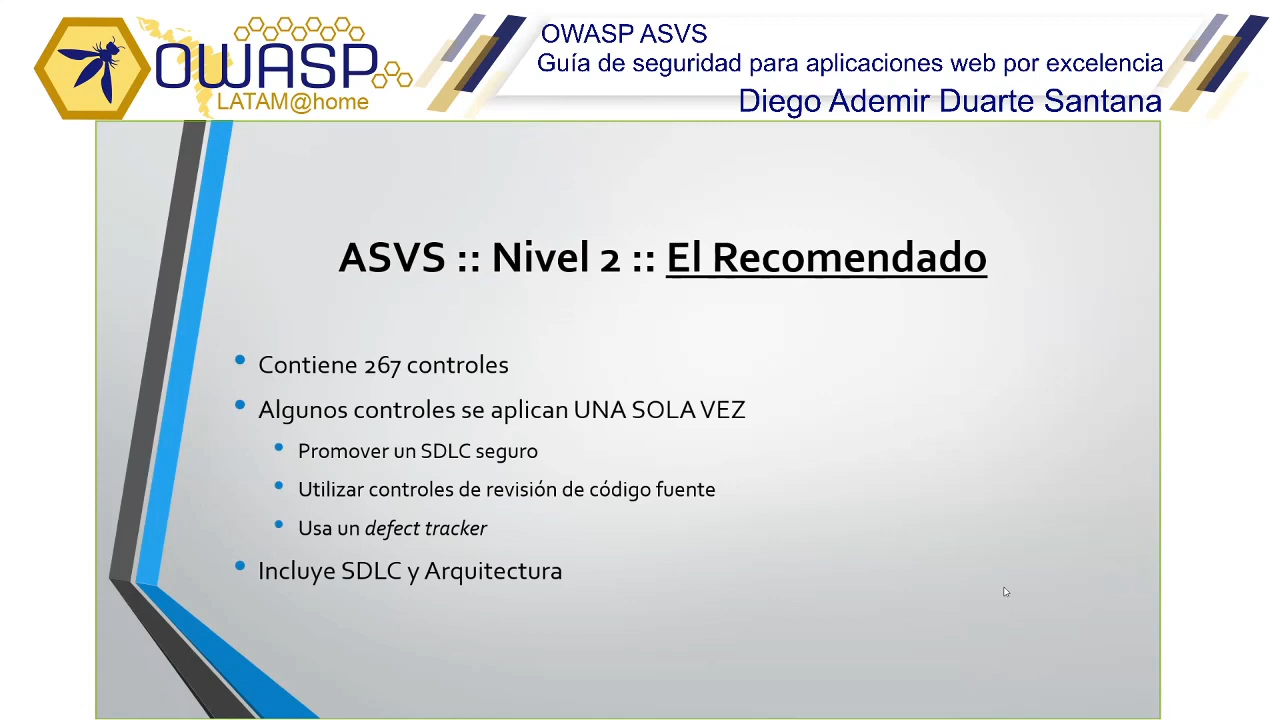 OWASP
LATAM@home
OWASP ASVS
Guía de seguridad para aplicaciones web por excelencia
Diego Ademir Duarte Santana
ASVS :: Nivel 2 :: El Recomendado
• Contiene 267 controles
• Algunos controles se aplican UNA SOLA VEZ
• Promover un SDLC seguro
• Utilizar controles de revisión de código fuente
• Usa un defect tracker
• Incluye SDLC y Arquitectura